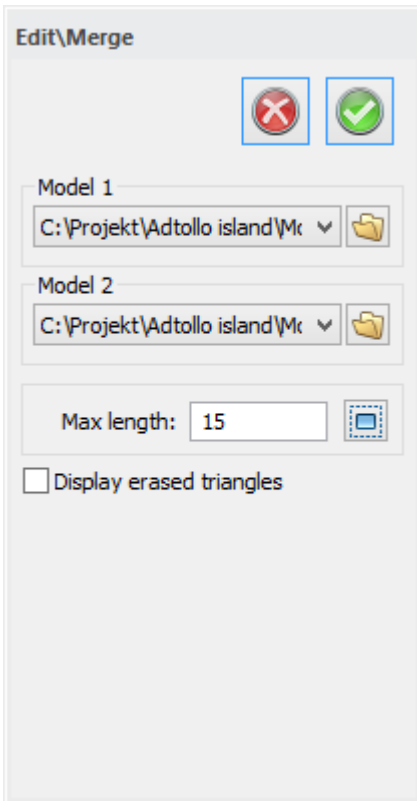 Edit\Merge
Model 1
C:\Projekt\Adtollo island\Mo
Model 2
C:\Projekt\Adtollo island\Mo
Max length: 15
Display erased triangles